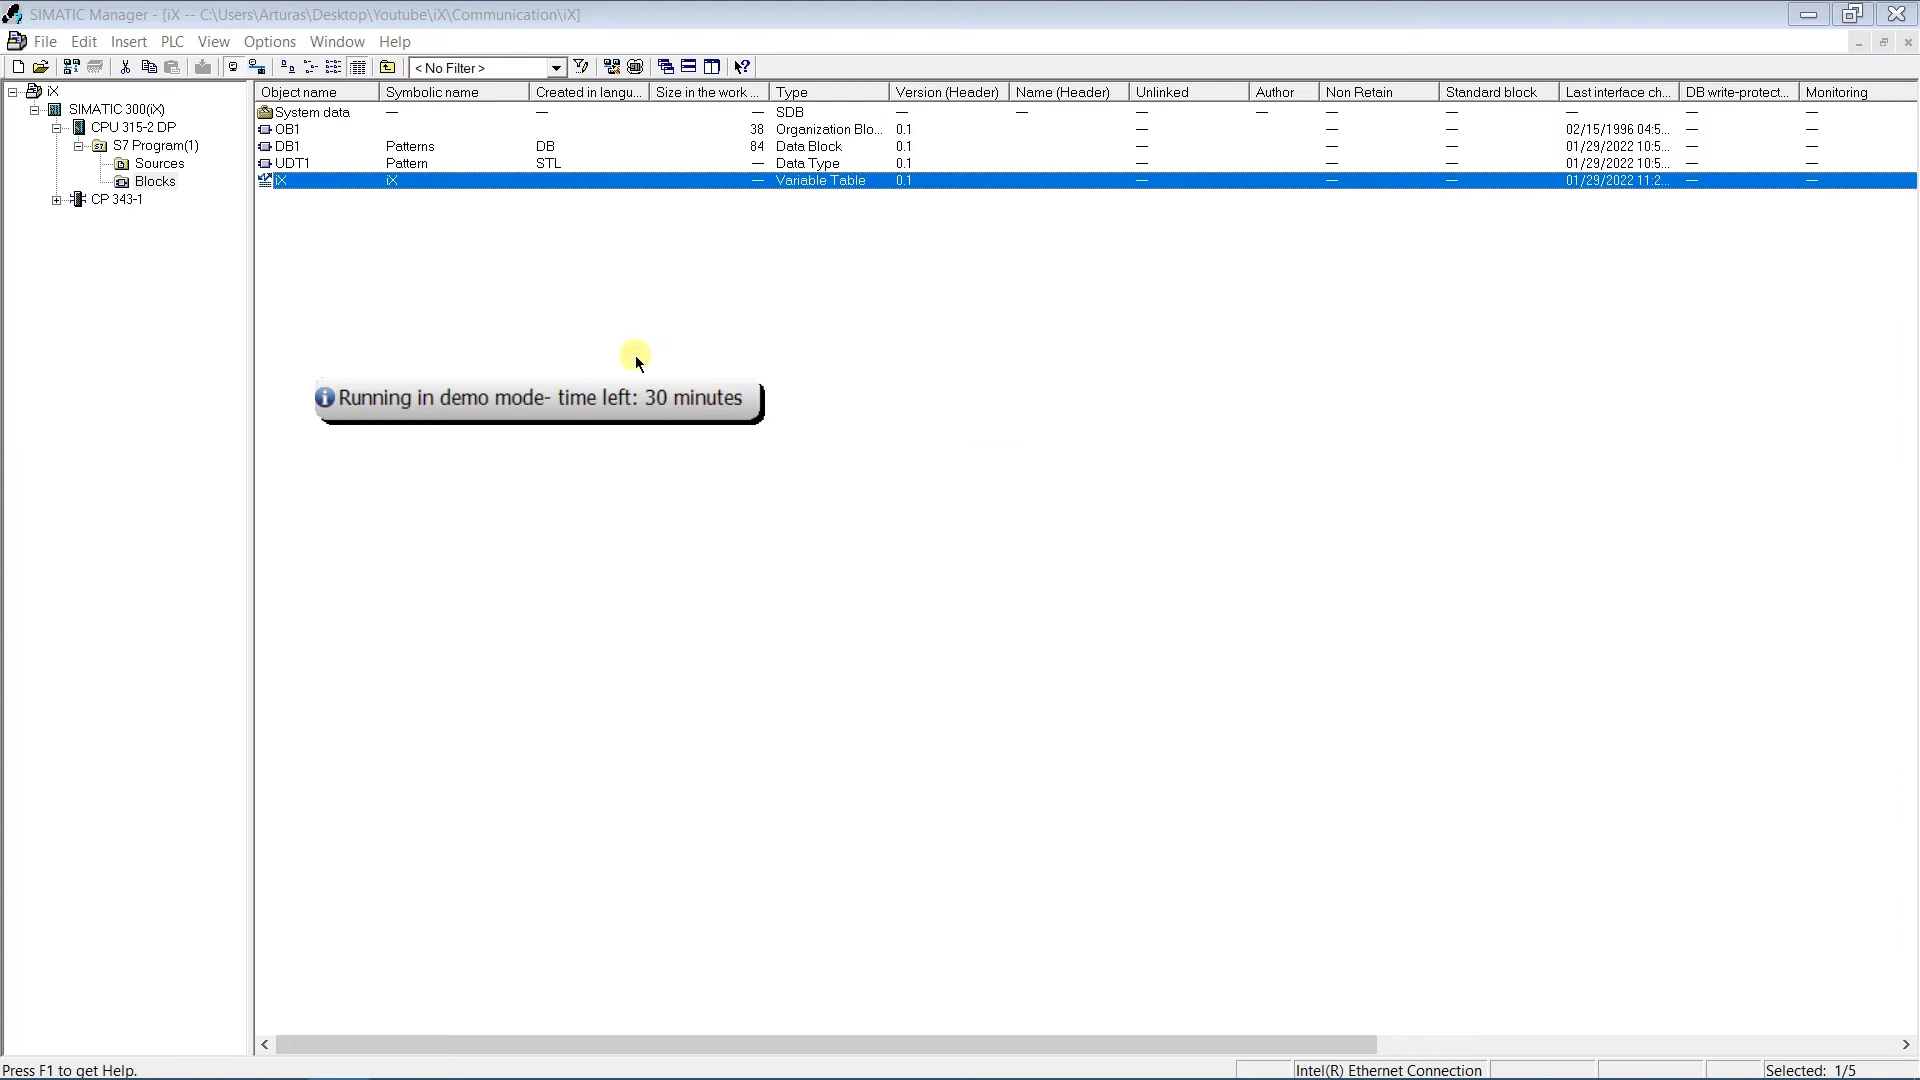 SIMATIC Manager - [iX -- C:\Users\Arturas\Desktop\Youtube\iX\Communication\iX]
File Edit Insert PLC View Options Window Help
< No Filter >
iX
SIMATIC 300(iX)
CPU 315-2 DP
S7 Program(1)
Sources
Blocks
CP 343-1
Object name Symbolic name Created in langu... Size in the work ... Type Version (Header) Name (Header) Unlinked Author Non Retain Standard block Last interface ch... DB write-protect... Monitoring
System data — — — SDB — — — — — — — — —
OB1 38 Organization Blo... 0.1 — — — 02/15/1996 04:5... — —
DB1 Patterns DB 84 Data Block 0.1 — — — 01/29/2022 10:5... — —
UDT1 Pattern STL — Data Type 0.1 — — — 01/29/2022 10:5... — —
iX iX — Variable Table 0.1 — — — 01/29/2022 11:2... — —
Running in demo mode- time left: 30 minutes
Press F1 to get Help.
Intel(R) Ethernet Connection
Selected: 1/5